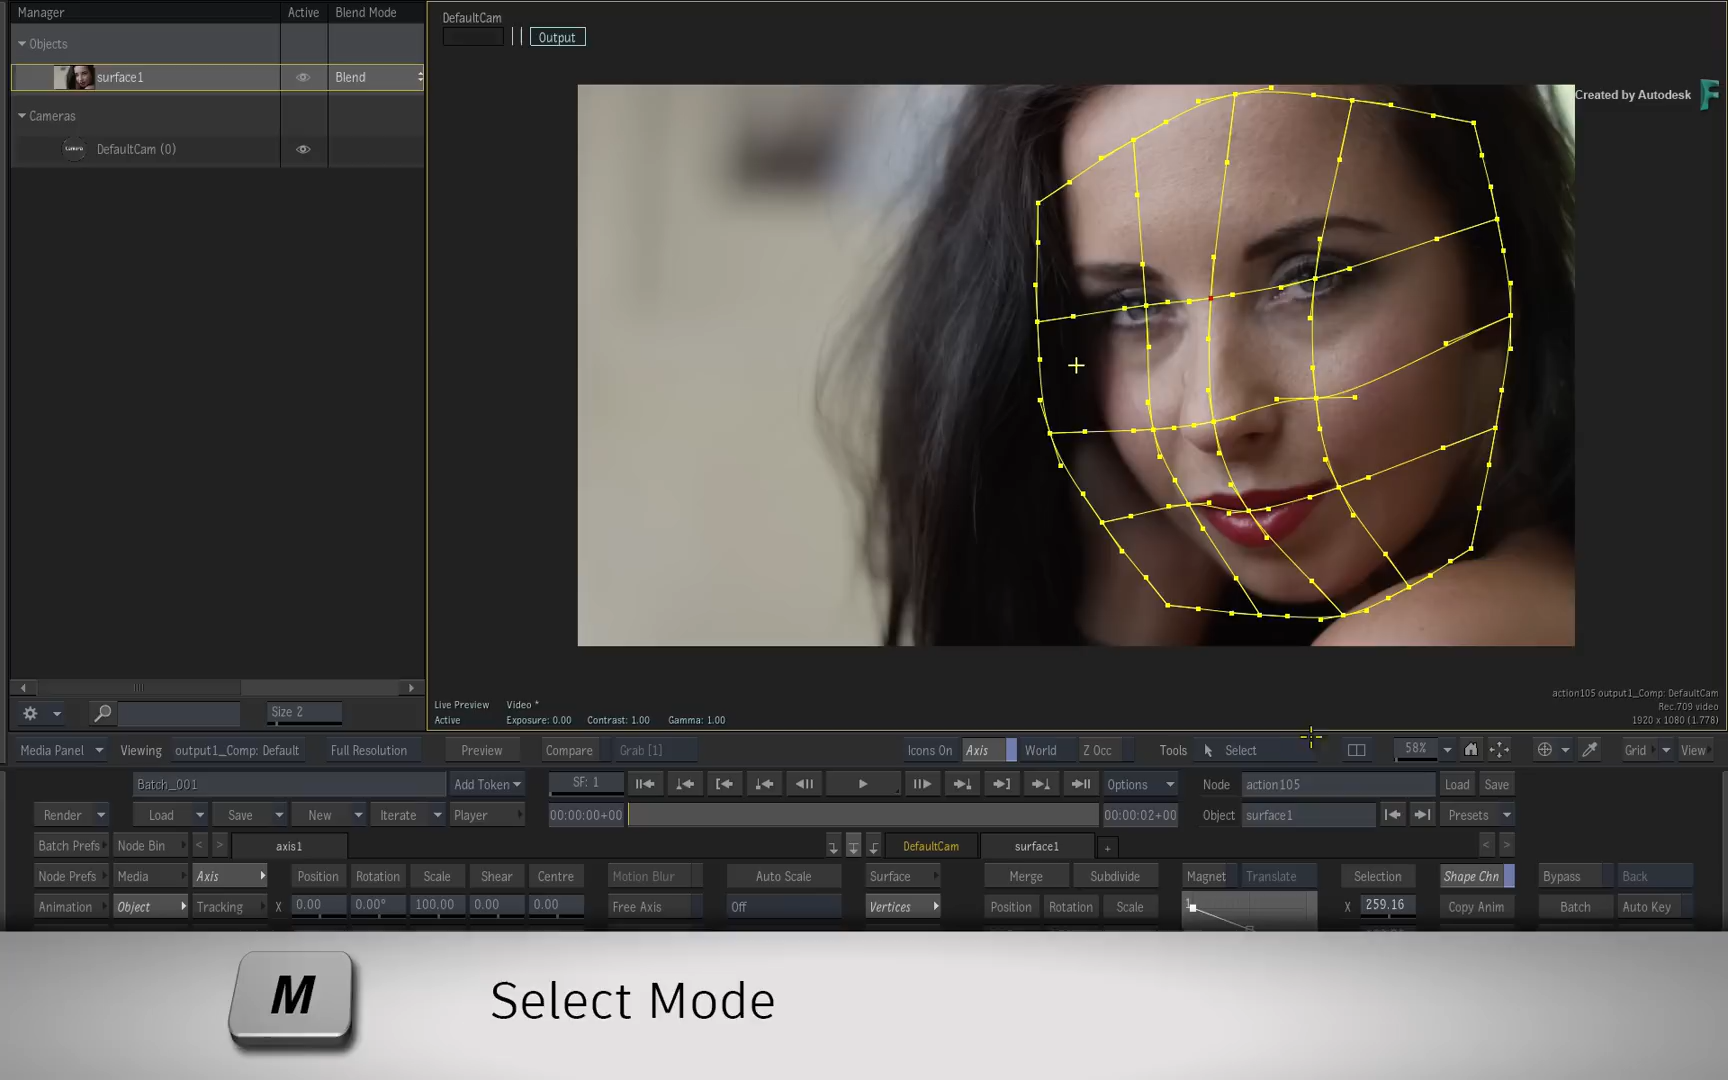 Manager Active Blend Mode
Objects
surface1 Blend
Cameras
DefaultCam (0)
Size 2
DefaultCam
Output
Created by Autodesk
Live Preview Video *
Active Exposure: 0.00 Contrast: 1.00 Gamma: 1.00
action105 output1_Comp: DefaultCam
Rec.709 video
1920 x 1080 (1.778)
Media Panel Viewing output1_Comp: Default Full Resolution Preview Compare Grab [1] Icons On Axis World Z Occ Tools Select 58% Grid View
Batch_001 Add Token SF: 1 Options Node action105 Load Save
Render Load Save New Iterate Player 00:00:00+00 00:00:02+00 Object surface1 Presets
Batch Prefs Node Bin < > axis1 DefaultCam surface1 + < >
Node Prefs Media Axis Position Rotation Scale Shear Centre Motion Blur Auto Scale Surface Merge Subdivide Magnet Translate Selection Shape Chn Bypass Back
Animation Object Tracking X 0.00 0.00° 100.00 0.00 0.00 Free Axis Off Vertices Position Rotation Scale 1 X 259.16 Copy Anim Batch Auto Key
M Select Mode